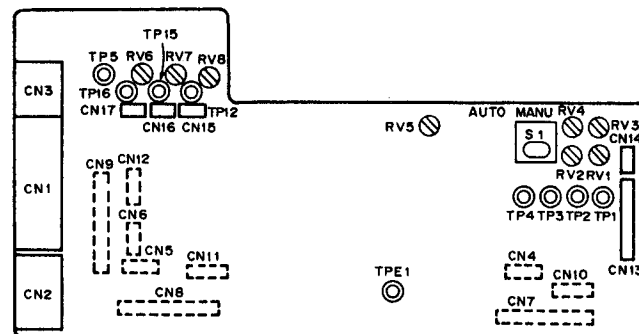 TP15
TP5 RV6 RV7 RV8
CN3 TP16
CN17 CN16 CN15 TP12
AUTO MANU RV4
RV5 S1 RV3
CN14
RV2 RV1
CN9 CN12
CN1
CN6
TP4 TP3 TP2 TP1
CN5 CN11 CN4 CN13
CN10
CN2 CN8 TPE1 CN7